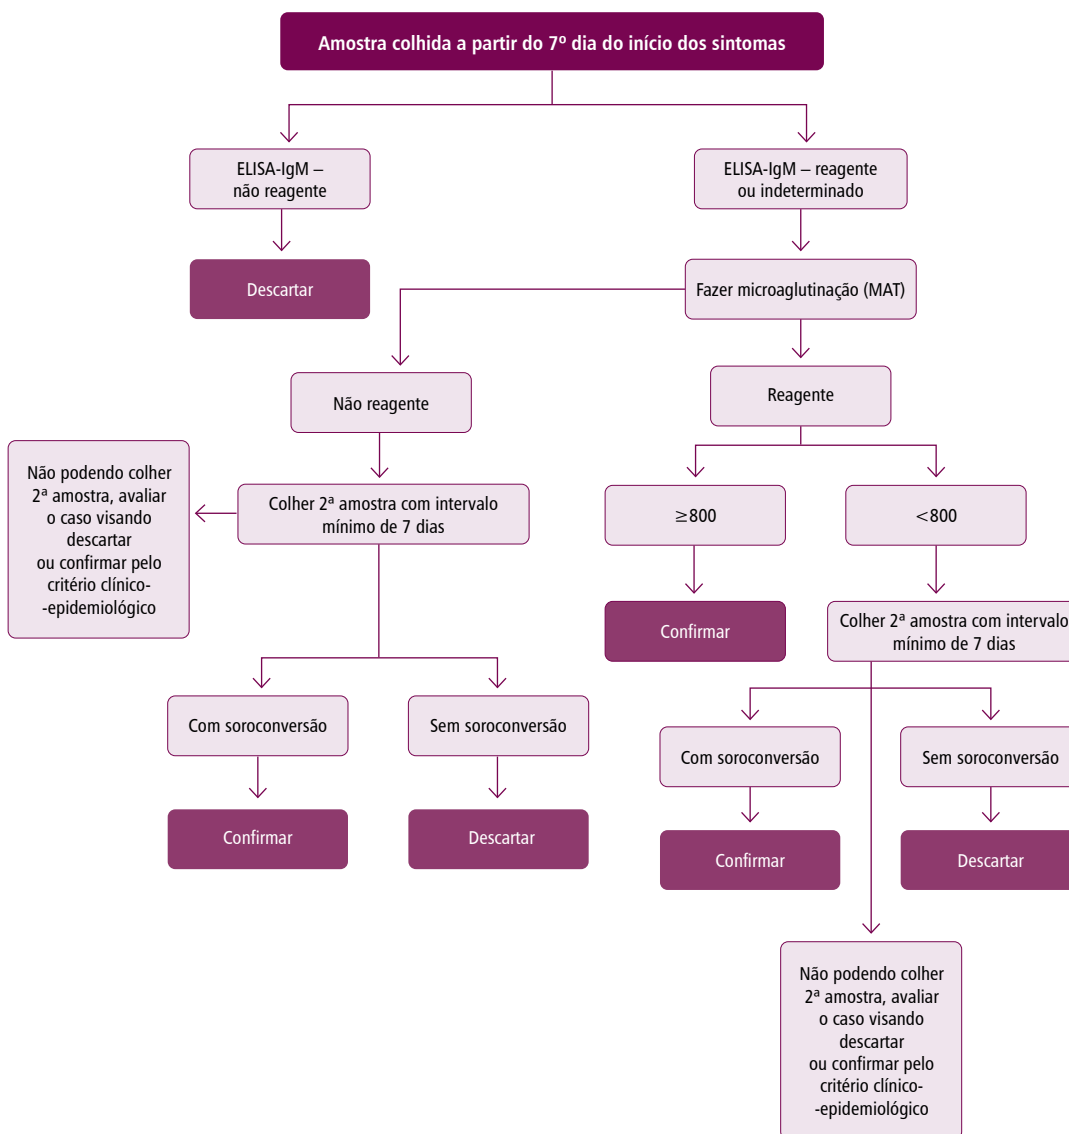 Amostra colhida a partir do 7º dia do início dos sintomas
ELISA-IgM –
não reagente
ELISA-IgM – reagente
ou indeterminado
Descartar
Fazer microaglutinação (MAT)
Não reagente
Reagente
Não podendo colher
2ª amostra, avaliar
o caso visando
descartar
ou confirmar pelo
critério clínico-
-epidemiológico
Colher 2ª amostra com intervalo
mínimo de 7 dias
≥800
<800
Confirmar
Colher 2ª amostra com intervalo
mínimo de 7 dias
Com soroconversão
Sem soroconversão
Com soroconversão
Sem soroconversão
Confirmar
Descartar
Confirmar
Descartar
Não podendo colher
2ª amostra, avaliar
o caso visando
descartar
ou confirmar pelo
critério clínico-
-epidemiológico